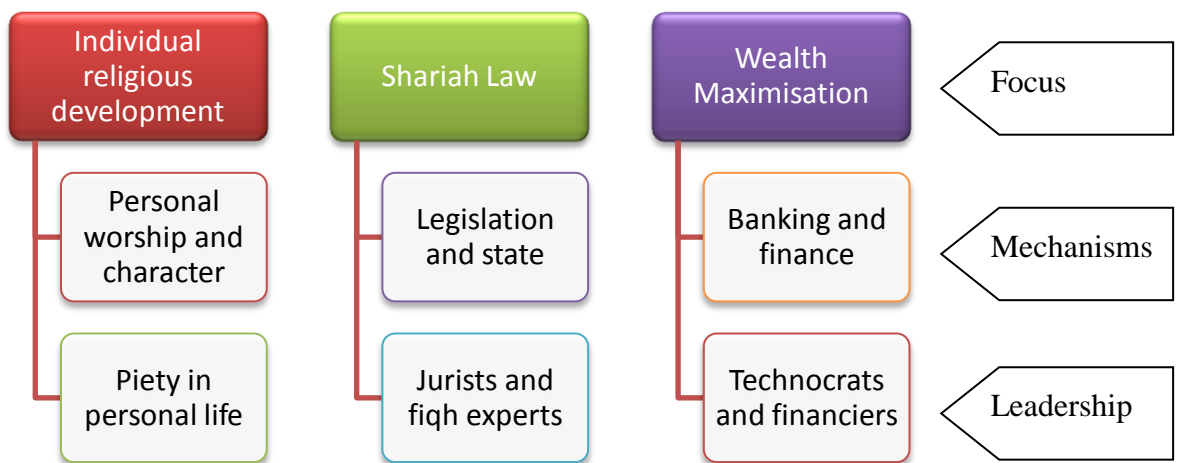 Individual
religious
development
Shariah Law
Wealth
Maximisation
Focus
Personal
worship and
character
Legislation
and state
Banking and
finance
Mechanisms
Piety in
personal life
Jurists and
fiqh experts
Technocrats
and financiers
Leadership